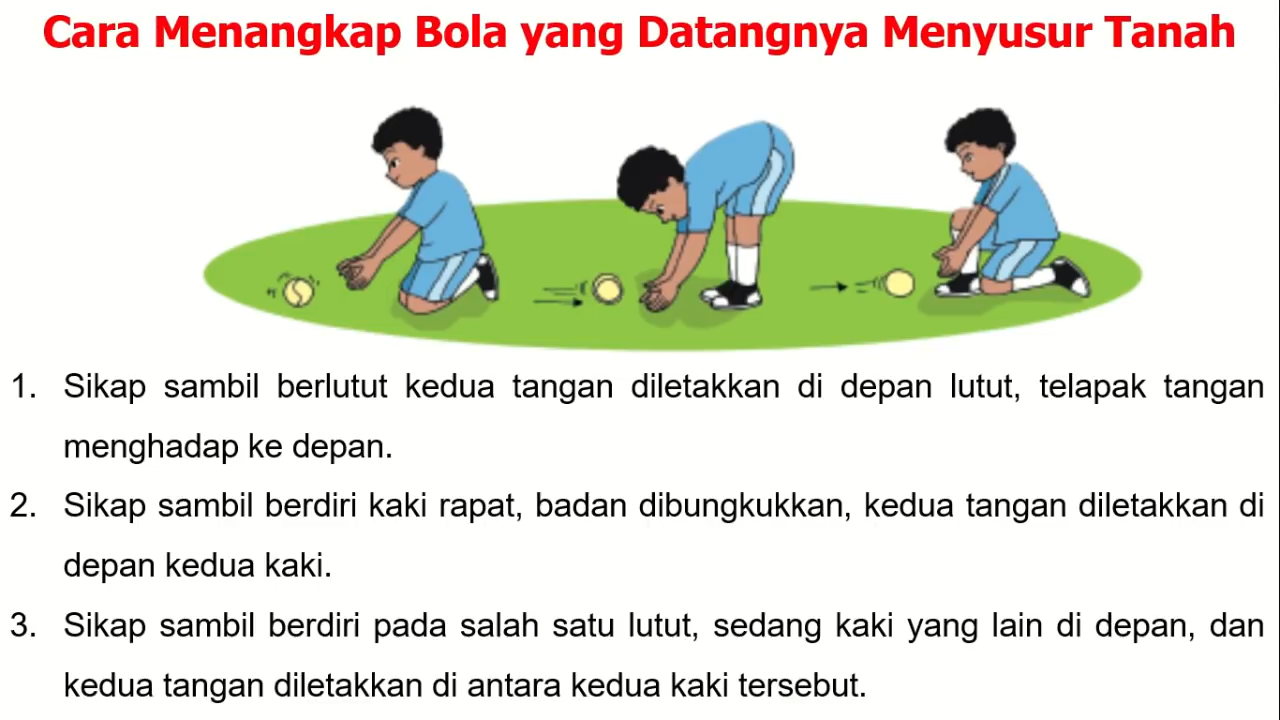 Cara Menangkap Bola yang Datangnya Menyusur Tanah
1. Sikap sambil berlutut kedua tangan diletakkan di depan lutut, telapak tangan
menghadap ke depan.
2. Sikap sambil berdiri kaki rapat, badan dibungkukkan, kedua tangan diletakkan di
depan kedua kaki.
3. Sikap sambil berdiri pada salah satu lutut, sedang kaki yang lain di depan, dan
kedua tangan diletakkan di antara kedua kaki tersebut.